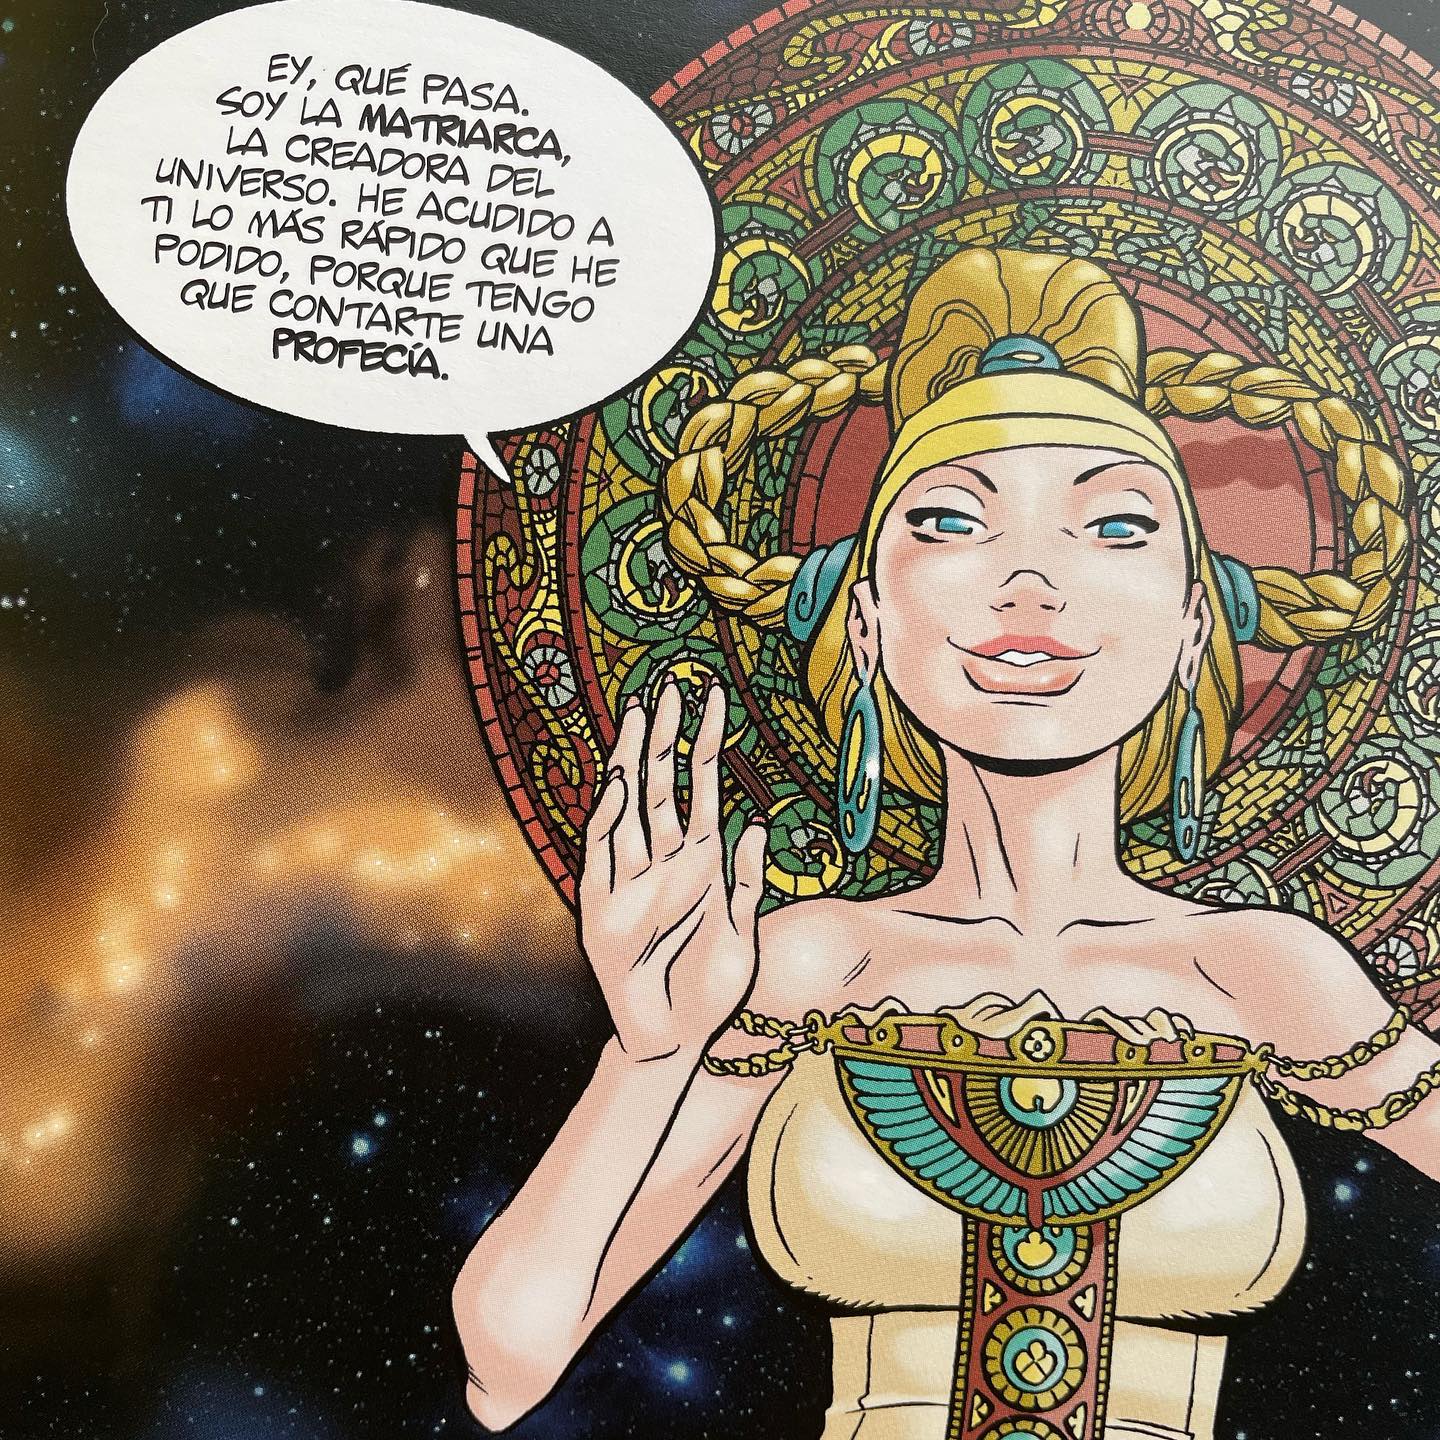 EY, QUÉ PASA.
SOY LA MATRIARCA,
LA CREADORA DEL
UNIVERSO. HE ACUDIDO A
TI LO MÁS RÁPIDO QUE HE
PODIDO, PORQUE TENGO
QUE CONTARTE UNA
PROFECÍA.